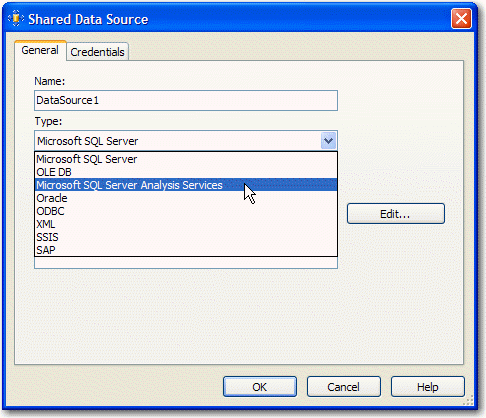 Shared Data Source
General
Credentials
Name:
DataSource1
Type:
Microsoft SQL Server
Microsoft SQL Server
OLE DB
Microsoft SQL Server Analysis Services
Oracle
ODBC
XML
SSIS
SAP
Edit...
OK
Cancel
Help